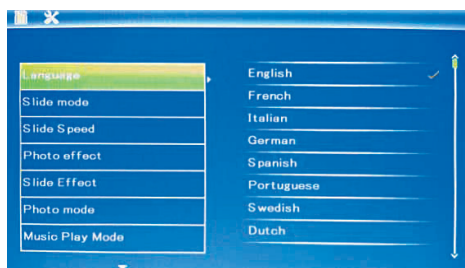 Language
Slide mode
Slide Speed
Photo effect
Slide Effect
Photo mode
Music Play Mode
English
French
Italian
German
Spanish
Portuguese
Swedish
Dutch